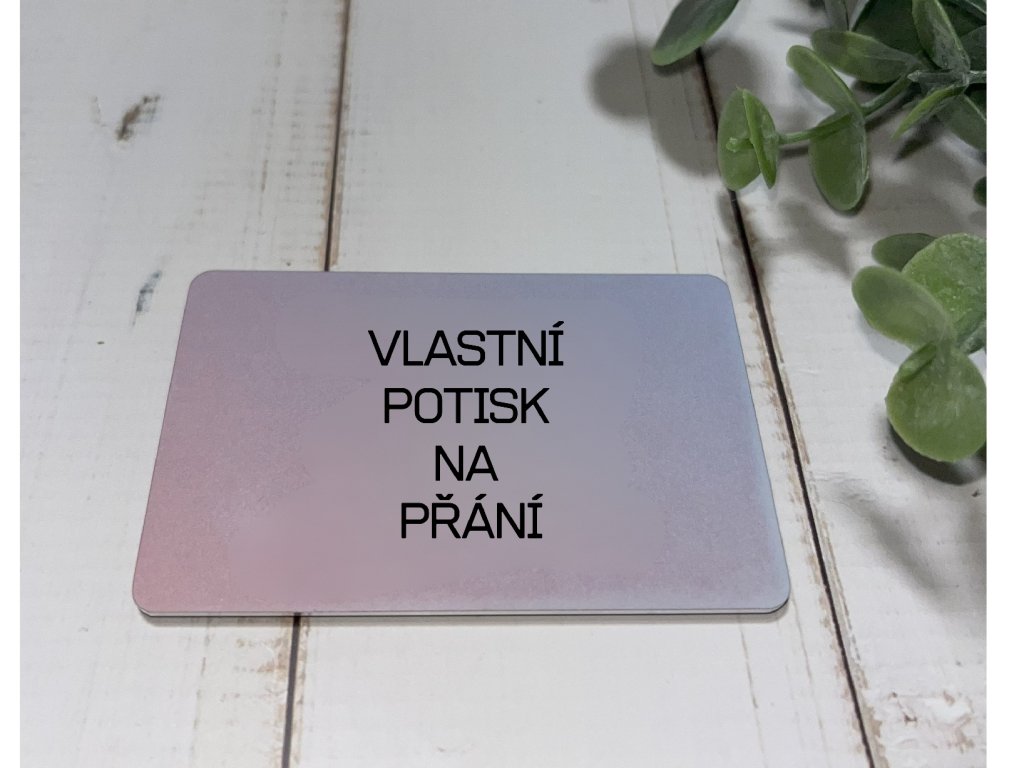 VLASTNÍ
POTISK
NA
PŘÁNÍ